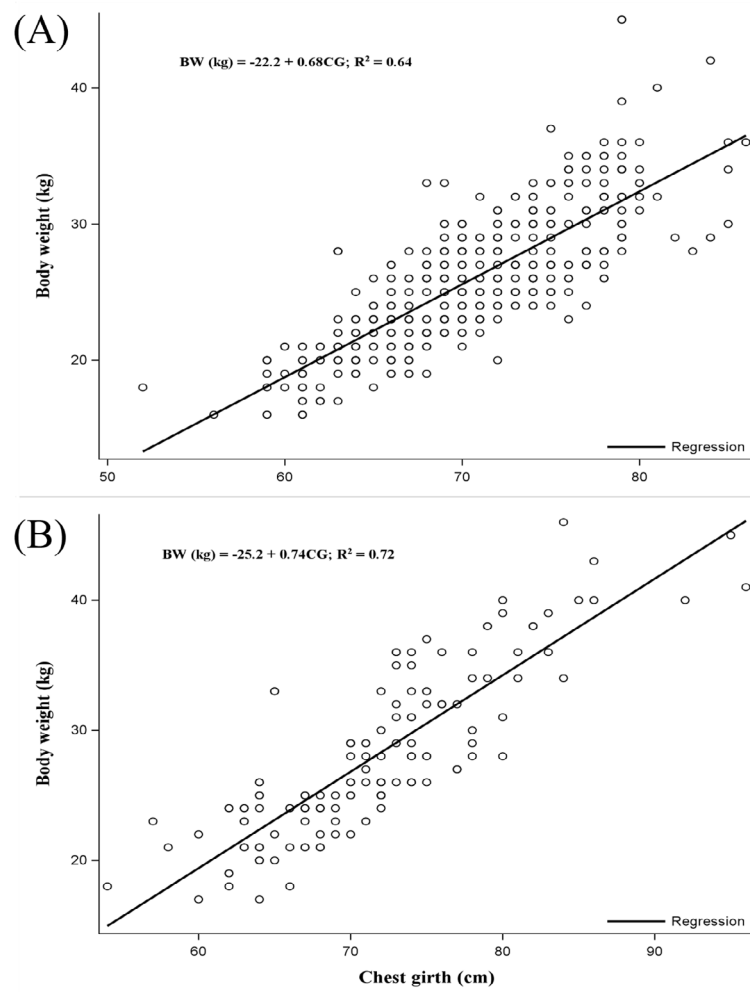 (A)
BW (kg) = -22.2 + 0.68CG; R² = 0.64
Body weight (kg)
40
30
20
50
60
70
80
Regression
(B)
BW (kg) = -25.2 + 0.74CG; R² = 0.72
Body weight (kg)
40
30
20
60
70
80
90
Regression
Chest girth (cm)